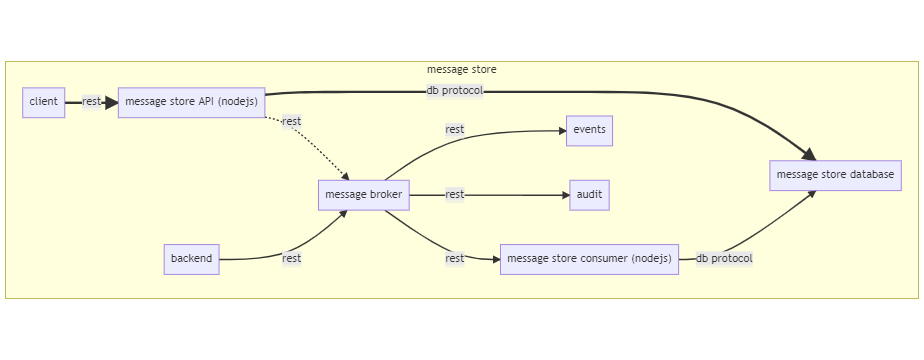 message store
client
rest
message store API (nodejs)
db protocol
rest
rest
events
message store database
message broker
rest
audit
backend
rest
rest
message store consumer (nodejs)
db protocol